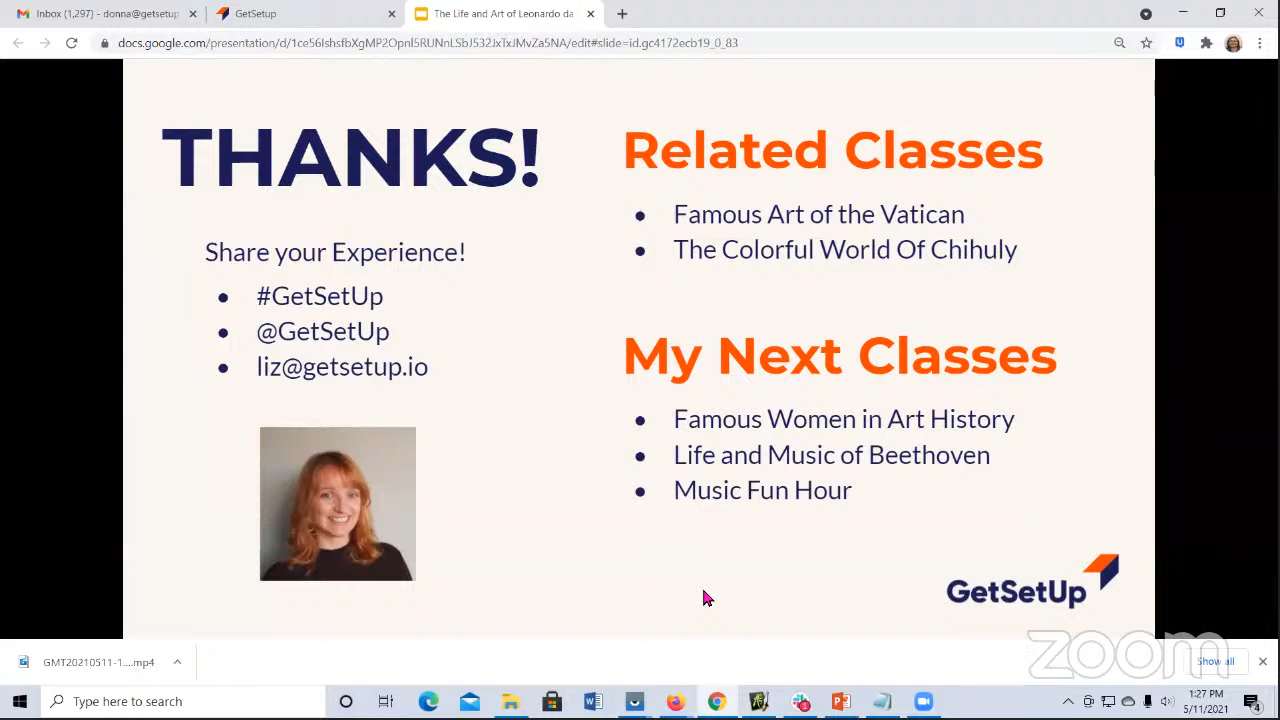 Inbox (1,297) - donna@getsetup
GetSetup
The Life and Art of Leonardo da
docs.google.com/presentation/d/1ce56IshsfbXgMP2Opnl5RUNnLSbJ532JxTxJMvZa5NA/edit#slide=id.gc4172ecb19_0_83
THANKS!
Share your Experience!
#GetSetUp
@GetSetUp
liz@getsetup.io
Related Classes
Famous Art of the Vatican
The Colorful World Of Chihuly
My Next Classes
Famous Women in Art History
Life and Music of Beethoven
Music Fun Hour
GetSetUp
zoom
GMT20210511-1....mp4
Show all
Type here to search
1:27 PM
5/11/2021